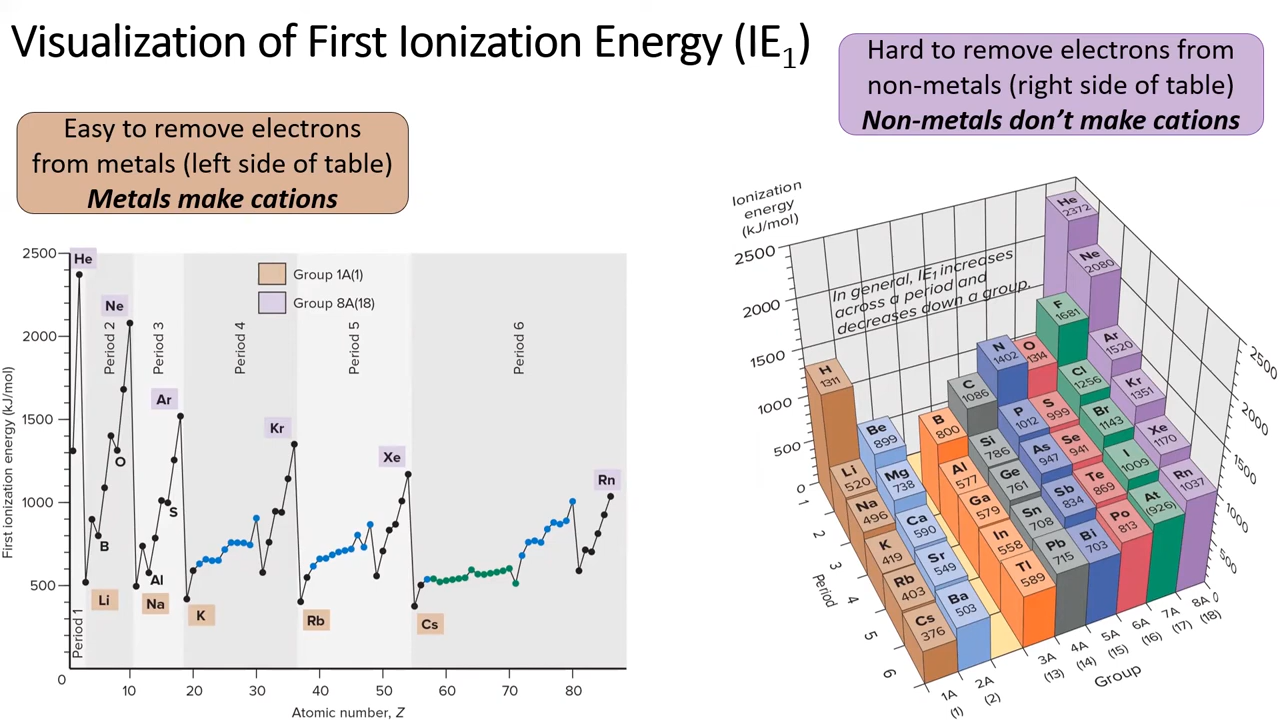 Visualization of First Ionization Energy (IE₁)
Hard to remove electrons from
non-metals (right side of table)
Non-metals don't make cations
Easy to remove electrons
from metals (left side of table)
Metals make cations
First ionization energy (kJ/mol)
2500
2000
1500
1000
500
0
10
20
30
40
50
60
70
80
Atomic number, Z
Group 1A(1)
Group 8A(18)
Period 1
Period 2
Period 3
Period 4
Period 5
Period 6
He
Ne
Ar
Kr
Xe
Rn
O
B
S
Al
Li
Na
K
Rb
Cs
Ionization
energy
(kJ/mol)
2500
2000
1500
1000
500
0
In general, IE₁ increases
across a period and
decreases down a group.
H 1311
He 2372
Li 520
Be 899
B 800
C 1086
N 1402
O 1314
F 1681
Ne 2080
Na 496
Mg 738
Al 577
Si 786
P 1012
S 999
Cl 1256
Ar 1520
K 419
Ca 590
Ga 579
Ge 761
As 947
Se 941
Br 1143
Kr 1351
Rb 403
Sr 549
In 558
Sn 708
Sb 834
Te 869
I 1009
Xe 1170
Cs 376
Ba 503
Tl 589
Pb 715
Bi 703
Po 813
At (926)
Rn 1037
2500
2000
1500
1000
500
0
1
2
3
4
5
6
Period
1A (1)
2A (2)
3A (13)
4A (14)
5A (15)
6A (16)
7A (17)
8A (18)
Group